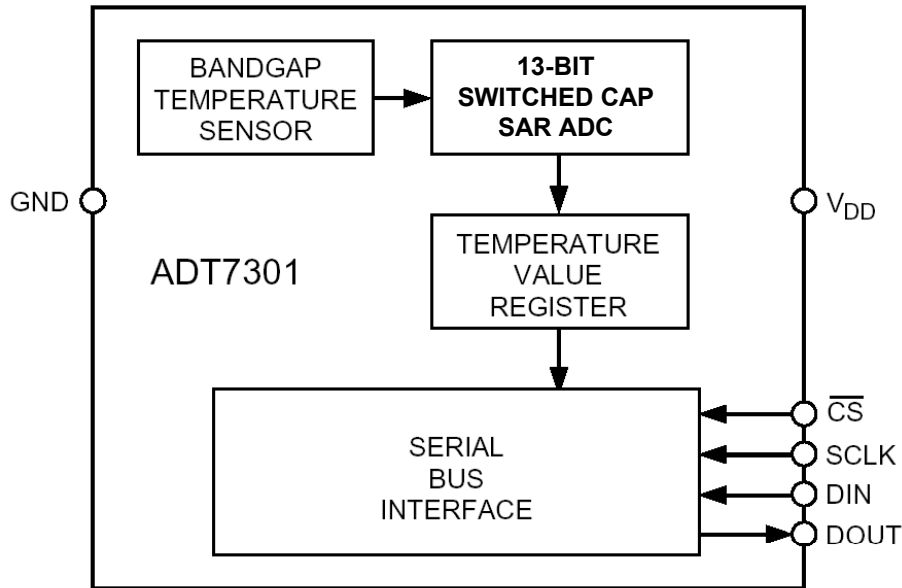 BANDGAP
TEMPERATURE
SENSOR
13-BIT
SWITCHED CAP
SAR ADC
GND
VDD
ADT7301
TEMPERATURE
VALUE
REGISTER
SERIAL
BUS
INTERFACE
CS
SCLK
DIN
DOUT